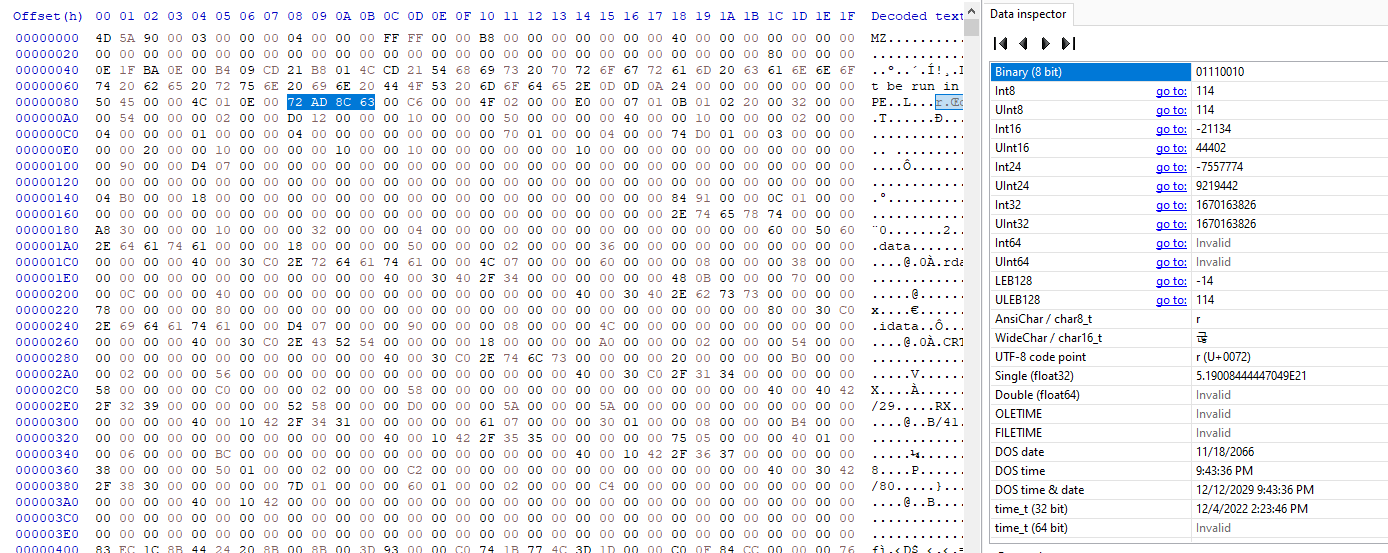 Offset(h) 00 01 02 03 04 05 06 07 08 09 0A 0B 0C 0D 0E 0F 10 11 12 13 14 15 16 17 18 19 1A 1B 1C 1D 1E 1F Decoded text
00000000 4D 5A 90 00 03 00 00 00 04 00 00 00 FF FF 00 00 B8 00 00 00 00 00 00 00 40 00 00 00 00 00 00 00 MZ..............
00000020 00 00 00 00 00 00 00 00 00 00 00 00 00 00 00 00 00 00 00 00 00 00 00 00 00 00 00 00 80 00 00 00 ................
00000040 0E 1F BA 0E 00 B4 09 CD 21 B8 01 4C CD 21 54 68 69 73 20 70 72 6F 67 72 61 6D 20 63 61 6E 6E 6F ..º..´.Í!¸.
00000060 74 20 62 65 20 72 75 6E 20 69 6E 20 44 4F 53 20 6D 6F 64 65 2E 0D 0D 0A 24 00 00 00 00 00 00 00 t be run in
00000080 50 45 00 00 4C 01 0E 00 72 AD 8C 63 00 C6 00 00 4F 02 00 00 E0 00 07 01 0B 01 02 20 00 32 00 00 PE..L...r.Œc
000000A0 00 54 00 00 00 02 00 00 D0 12 00 00 00 10 00 00 00 50 00 00 00 00 40 00 00 10 00 00 00 02 00 00 .T......Ð...
000000C0 04 00 00 00 01 00 00 00 04 00 00 00 00 00 00 00 00 70 01 00 00 04 00 00 74 D0 01 00 03 00 00 00 ............
000000E0 00 00 20 00 00 10 00 00 00 00 10 00 00 10 00 00 00 00 00 00 10 00 00 00 00 00 00 00 00 00 00 00 .. .........
00000100 00 90 00 00 D4 07 00 00 00 00 00 00 00 00 00 00 00 00 00 00 00 00 00 00 00 00 00 00 00 00 00 00 ....Ô.......
00000120 00 00 00 00 00 00 00 00 00 00 00 00 00 00 00 00 00 00 00 00 00 00 00 00 00 00 00 00 00 00 00 00 ............
00000140 04 B0 00 00 18 00 00 00 00 00 00 00 00 00 00 00 00 00 00 00 00 00 00 00 84 91 00 00 0C 01 00 00 .°..........
00000160 00 00 00 00 00 00 00 00 00 00 00 00 00 00 00 00 00 00 00 00 00 00 00 00 2E 74 65 78 74 00 00 00 ............
00000180 A8 30 00 00 00 10 00 00 00 32 00 00 00 04 00 00 00 00 00 00 00 00 00 00 00 00 00 00 60 00 50 60 ¨0.......2..
000001A0 2E 64 61 74 61 00 00 00 18 00 00 00 00 50 00 00 00 02 00 00 00 36 00 00 00 00 00 00 00 00 00 00 .data.......
000001C0 00 00 00 00 40 00 30 C0 2E 72 64 61 74 61 00 00 4C 07 00 00 00 60 00 00 00 08 00 00 00 38 00 00 ....@.0À.rda
000001E0 00 00 00 00 00 00 00 00 00 00 00 00 40 00 30 40 2F 34 00 00 00 00 00 00 48 0B 00 00 00 70 00 00 ............
00000200 00 0C 00 00 00 40 00 00 00 00 00 00 00 00 00 00 00 00 00 00 40 00 30 40 2E 62 73 73 00 00 00 00 .....@......
00000220 78 00 00 00 00 80 00 00 00 00 00 00 00 00 00 00 00 00 00 00 00 00 00 00 00 00 00 00 80 00 30 C0 x....€......
00000240 2E 69 64 61 74 61 00 00 D4 07 00 00 00 90 00 00 00 08 00 00 00 4C 00 00 00 00 00 00 00 00 00 00 .idata..Ô...
00000260 00 00 00 00 40 00 30 C0 2E 43 52 54 00 00 00 00 18 00 00 00 00 A0 00 00 00 02 00 00 00 54 00 00 ....@.0À.CRT
00000280 00 00 00 00 00 00 00 00 00 00 00 00 40 00 30 C0 2E 74 6C 73 00 00 00 00 20 00 00 00 00 B0 00 00 ............
000002A0 00 02 00 00 00 56 00 00 00 00 00 00 00 00 00 00 00 00 00 00 40 00 30 C0 2F 31 34 00 00 00 00 00 .....V......
000002C0 58 00 00 00 00 C0 00 00 00 02 00 00 00 58 00 00 00 00 00 00 00 00 00 00 00 00 00 00 40 00 40 42 X....À......
000002E0 2F 32 39 00 00 00 00 00 52 58 00 00 00 D0 00 00 00 5A 00 00 00 5A 00 00 00 00 00 00 00 00 00 00 /29.....RX..
00000300 00 00 00 00 40 00 10 42 2F 34 31 00 00 00 00 00 61 07 00 00 00 30 01 00 00 08 00 00 00 B4 00 00 ....@..B/41.
00000320 00 00 00 00 00 00 00 00 00 00 00 00 40 00 10 42 2F 35 35 00 00 00 00 00 75 05 00 00 00 40 01 00 ............
00000340 00 06 00 00 00 BC 00 00 00 00 00 00 00 00 00 00 00 00 00 00 40 00 10 42 2F 36 37 00 00 00 00 00 .....¼......
00000360 38 00 00 00 00 50 01 00 00 02 00 00 00 C2 00 00 00 00 00 00 00 00 00 00 00 00 00 00 40 00 30 42 8....P......
00000380 2F 38 30 00 00 00 00 00 7D 01 00 00 00 60 01 00 00 02 00 00 00 C4 00 00 00 00 00 00 00 00 00 00 /80.....}...
000003A0 00 00 00 00 40 00 10 42 00 00 00 00 00 00 00 00 00 00 00 00 00 00 00 00 00 00 00 00 00 00 00 00 ....@..B....
000003C0 00 00 00 00 00 00 00 00 00 00 00 00 00 00 00 00 00 00 00 00 00 00 00 00 00 00 00 00 00 00 00 00 ............
000003E0 00 00 00 00 00 00 00 00 00 00 00 00 00 00 00 00 00 00 00 00 00 00 00 00 00 00 00 00 00 00 00 00 ............
00000400 83 EC 1C 8B 44 24 20 8B 00 8B 00 3D 93 00 00 C0 74 1B 77 4C 3D 1D 00 00 C0 0F 84 CC 00 00 00 76 ƒì.‹D$ ‹.‹.=
Data inspector
Binary (8 bit) 01110010
Int8 go to: 114
UInt8 go to: 114
Int16 go to: -21134
UInt16 go to: 44402
Int24 go to: -7557774
UInt24 go to: 9219442
Int32 go to: 1670163826
UInt32 go to: 1670163826
Int64 go to: Invalid
UInt64 go to: Invalid
LEB128 go to: -14
ULEB128 go to: 114
AnsiChar / char8_t r
WideChar / char16_t
UTF-8 code point r (U+0072)
Single (float32) 5.19008444447049E21
Double (float64) Invalid
OLETIME Invalid
FILETIME Invalid
DOS date 11/18/2066
DOS time 9:43:36 PM
DOS time & date 12/12/2029 9:43:36 PM
time_t (32 bit) 12/4/2022 2:23:46 PM
time_t (64 bit) Invalid